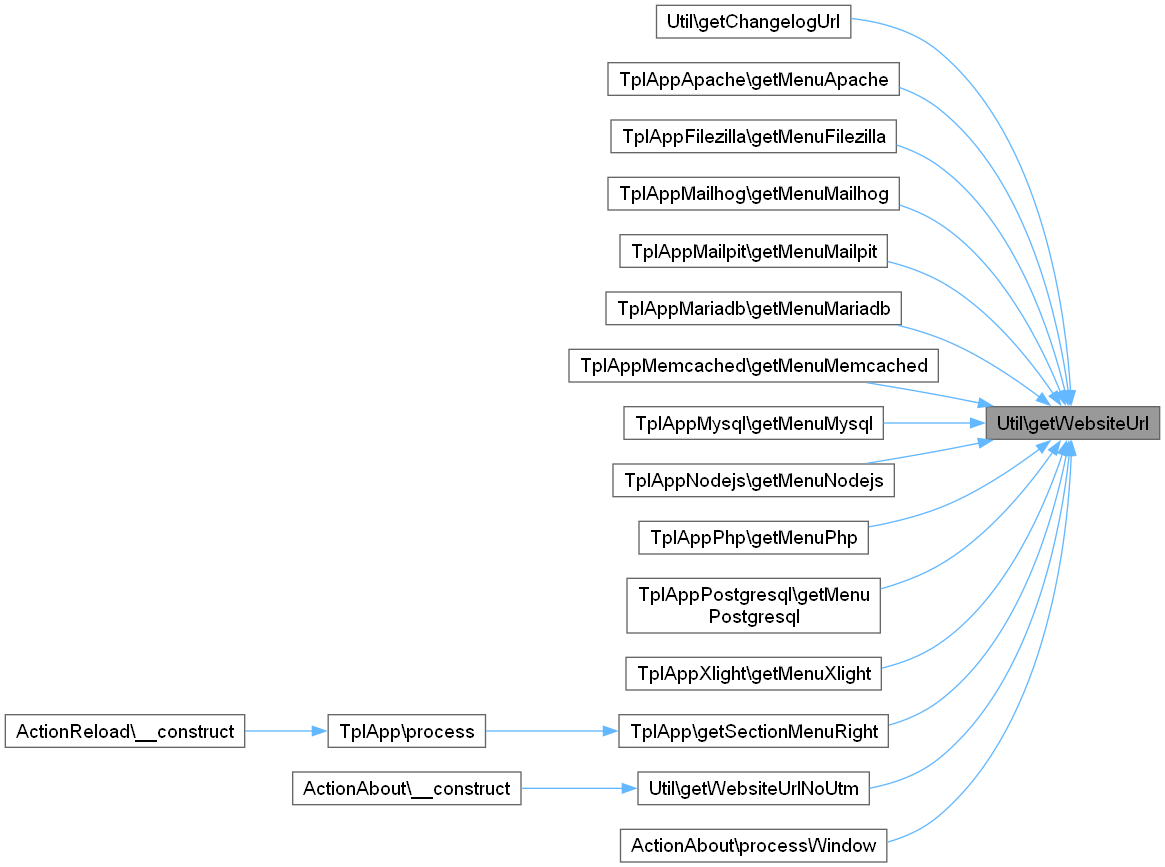 Util\getChangelogUrl
TplAppApache\getMenuApache
TplAppFilezilla\getMenuFilezilla
TplAppMailhog\getMenuMailhog
TplAppMailpit\getMenuMailpit
TplAppMariadb\getMenuMariadb
TplAppMemcached\getMenuMemcached
TplAppMysql\getMenuMysql
Util\getWebsiteUrl
TplAppNodejs\getMenuNodejs
TplAppPhp\getMenuPhp
TplAppPostgresql\getMenu
Postgresql
TplAppXlight\getMenuXlight
ActionReload\__construct
TplApp\process
TplApp\getSectionMenuRight
ActionAbout\__construct
Util\getWebsiteUrlNoUtm
ActionAbout\processWindow